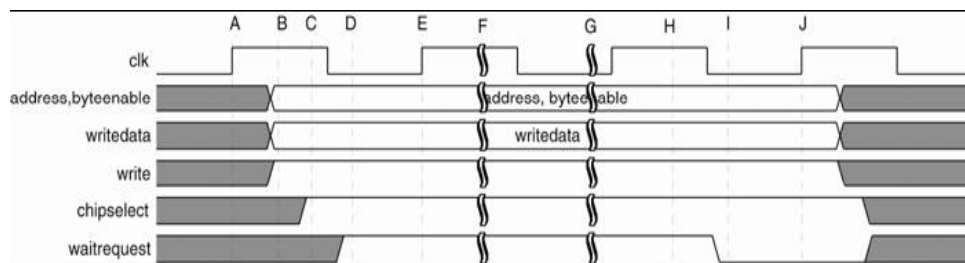 A B C D E F G H I J
clk
address,byteenable address, byteenable
writedata writedata
write
chipselect
waitrequest